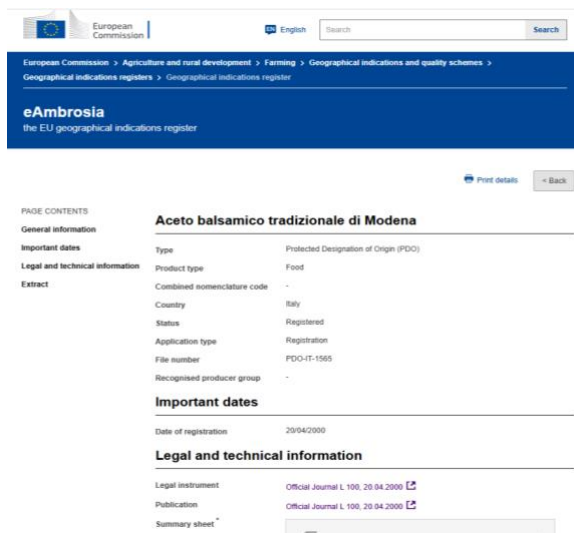 European
Commission
EN English
Search
Search
European Commission > Agriculture and rural development > Farming > Geographical indications and quality schemes >
Geographical indications registers > Geographical indications register
eAmbrosia
the EU geographical indications register
Print details
< Back
PAGE CONTENTS
General information
Important dates
Legal and technical information
Extract
Aceto balsamico tradizionale di Modena
Type Protected Designation of Origin (PDO)
Product type Food
Combined nomenclature code -
Country Italy
Status Registered
Application type Registration
File number PDO-IT-1565
Recognised producer group -
Important dates
Date of registration 20/04/2000
Legal and technical information
Legal instrument Official Journal L 100, 20.04.2000
Publication Official Journal L 100, 20.04.2000
Summary sheet *